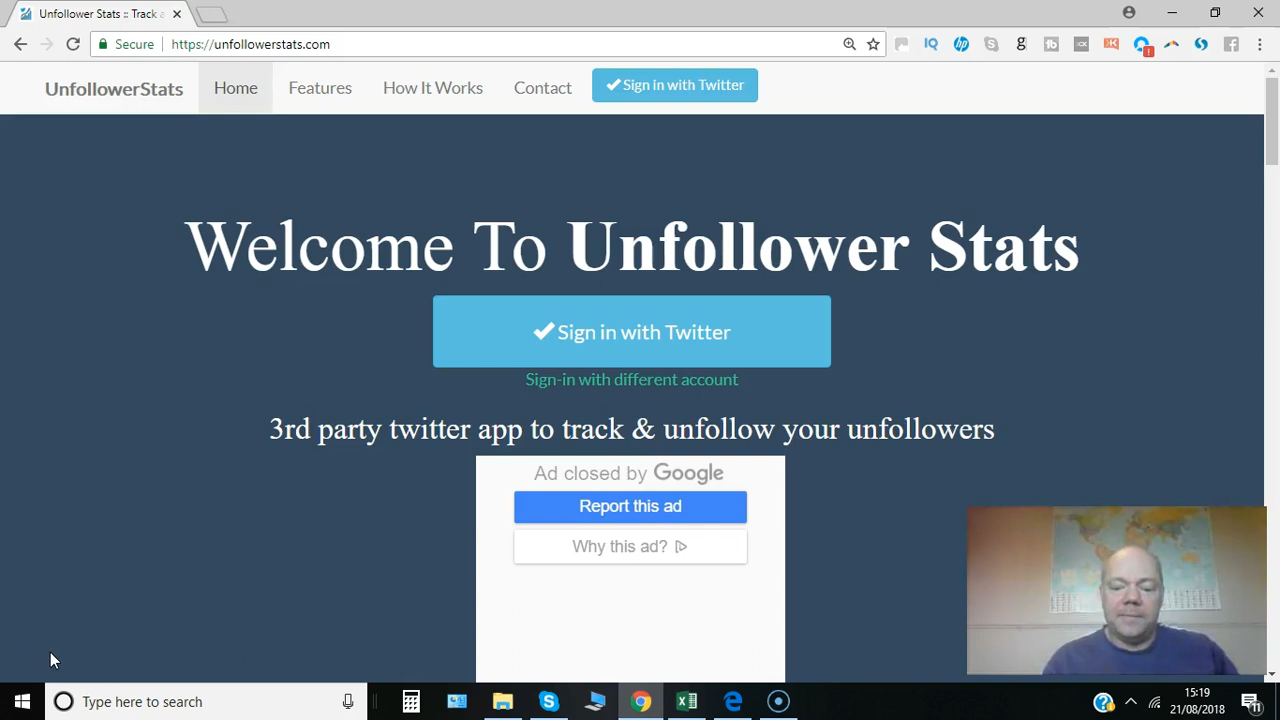 Unfollower Stats :: Track a
Secure https://unfollowerstats.com
UnfollowerStats Home Features How It Works Contact Sign in with Twitter
Welcome To Unfollower Stats
Sign in with Twitter
Sign-in with different account
3rd party twitter app to track & unfollow your unfollowers
Ad closed by Google
Report this ad
Why this ad?
Type here to search
15:19
21/08/2018
11